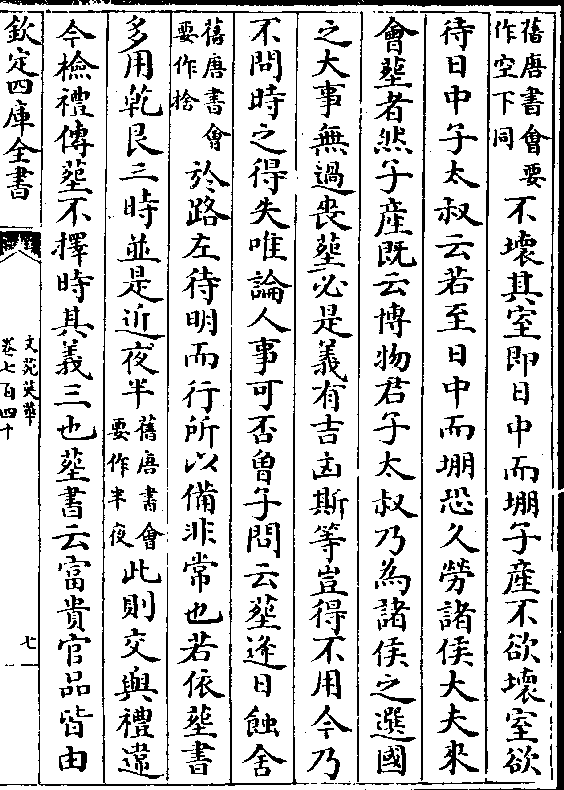 舊唐書會要
作空下同
不壞其室即日中而堋子産不欲壞室欲
待日中子太叔云若至日中而堋恐久勞諸侯大夫來
會塟者然子産既云博物君子太叔乃為諸侯之選國
之大事無過喪塟必是義有吉凶斯等豈得不用今乃
不問時之得失唯論人事可否曾子問云塟逢日蝕舍
舊唐書會
要作捨
於路左待明而行所以備非常也若依塟書
多用乾艮二時並是近夜半
舊唐書會
要作半夜
此則文與禮違
今檢禮傳塟不擇時其義三也塟書云富貴官品皆由
欽定四庫全書
文苑英華
卷七百四十
七